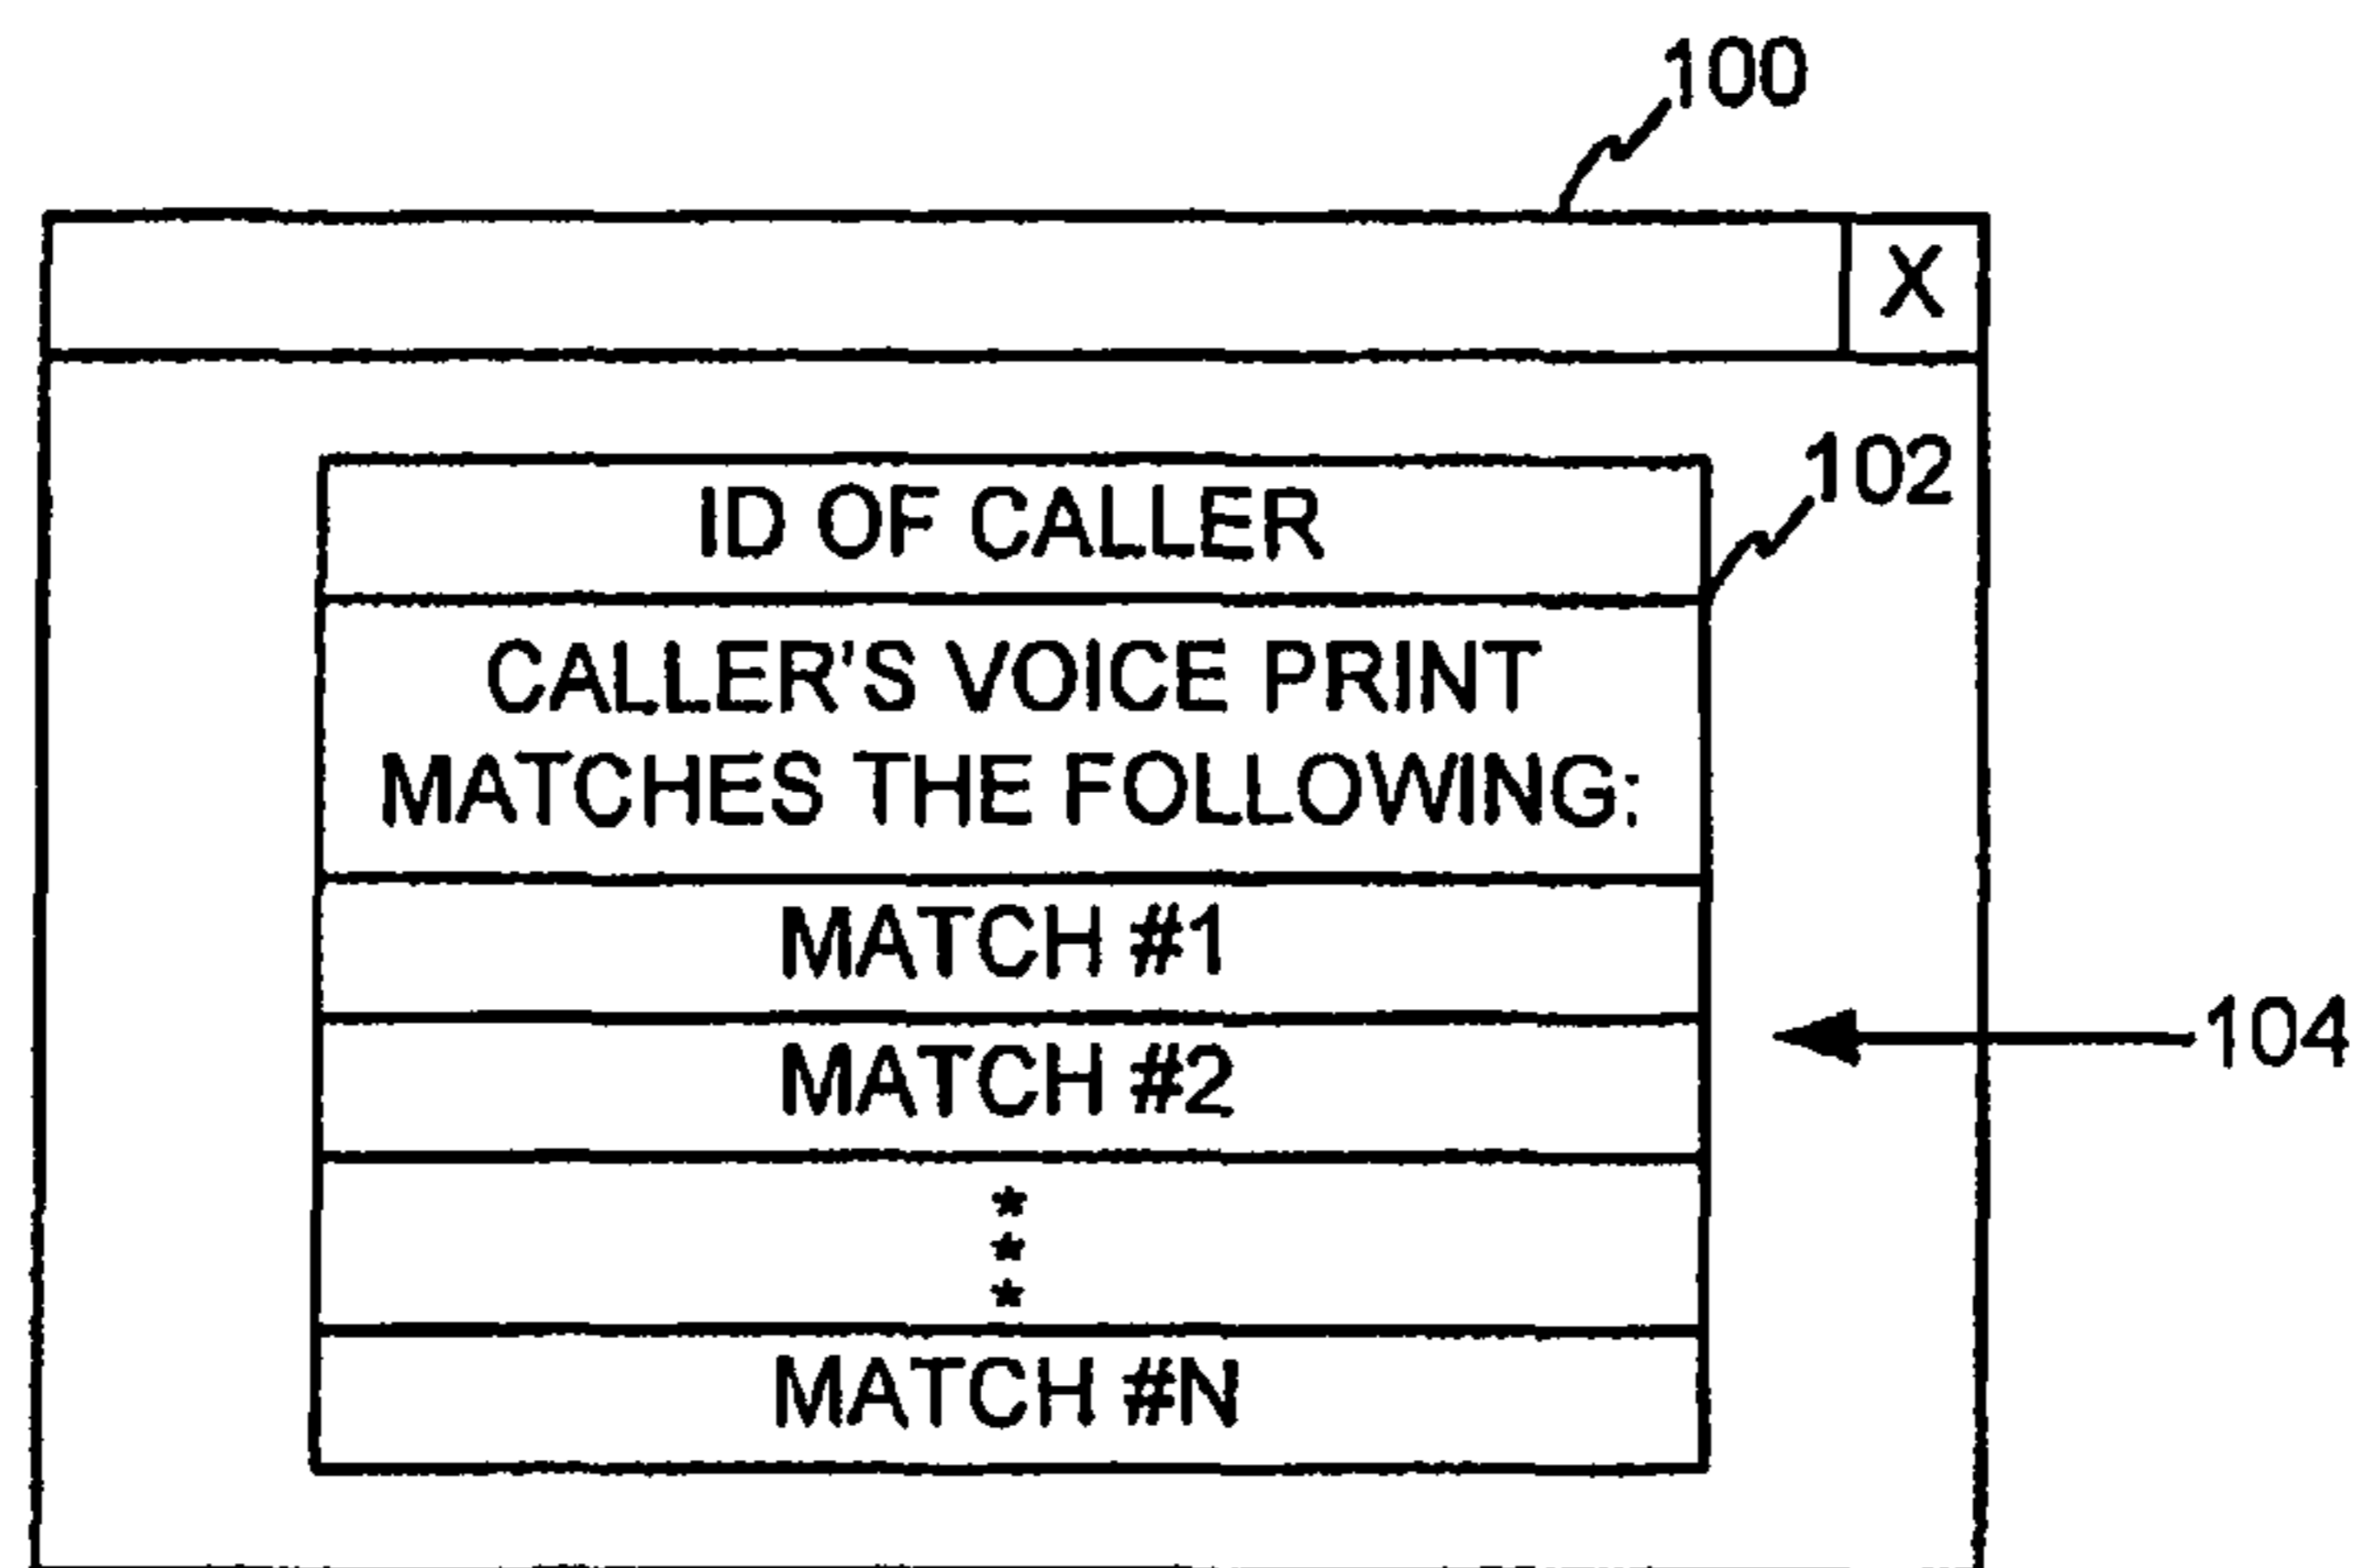 100
X
102
ID OF CALLER
CALLER'S VOICE PRINT
MATCHES THE FOLLOWING:
MATCH #1
104
MATCH #2
*
*
*
MATCH #N